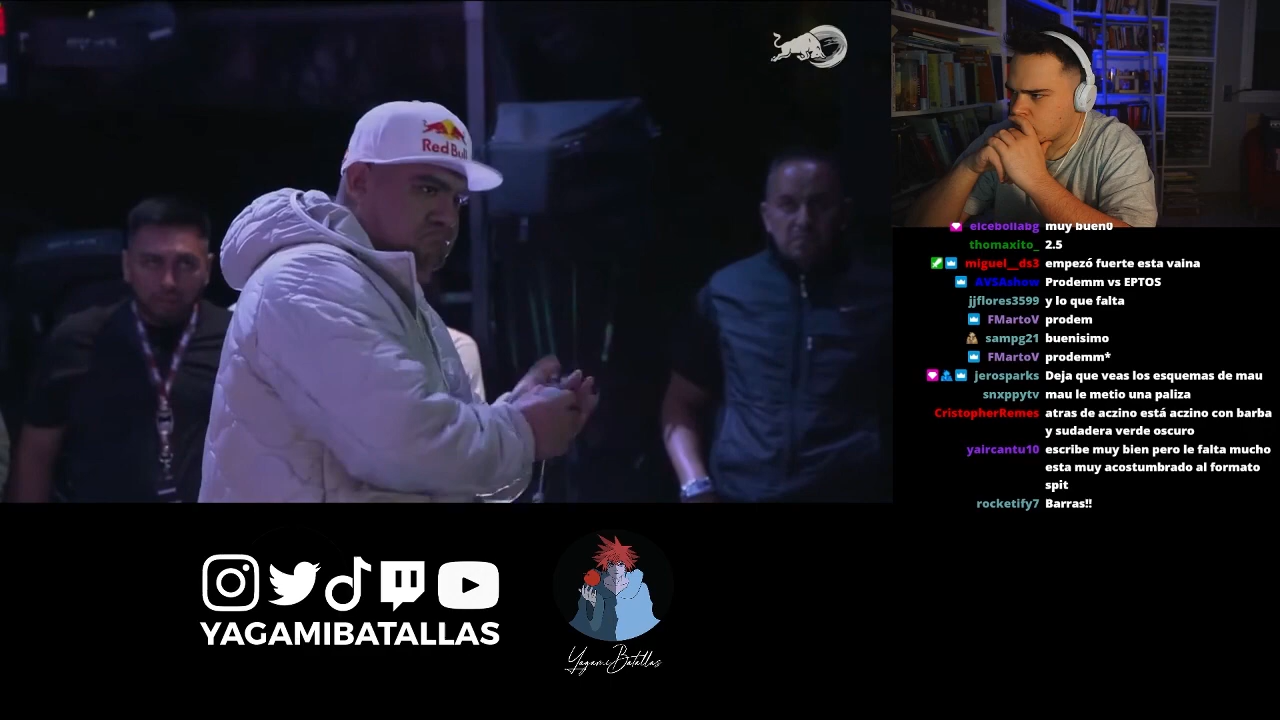 Red Bull
elcebollabg muy buen0
thomaxito_ 2.5
miguel__ds3 empezó fuerte esta vaina
AVSAshow Prodemm vs EPTOS
jjflores3599 y lo que falta
FMartoV prodem
sampg21 buenisimo
FMartoV prodemm*
jerosparks Deja que veas los esquemas de mau
snxppytv mau le metio una paliza
CristopherRemes atras de aczino está aczino con barba
y sudadera verde oscuro
yaircantu10 escribe muy bien pero le falta mucho
esta muy acostumbrado al formato
spit
rocketify7 Barras!!
YAGAMIBATALLAS
YagamiBatallas